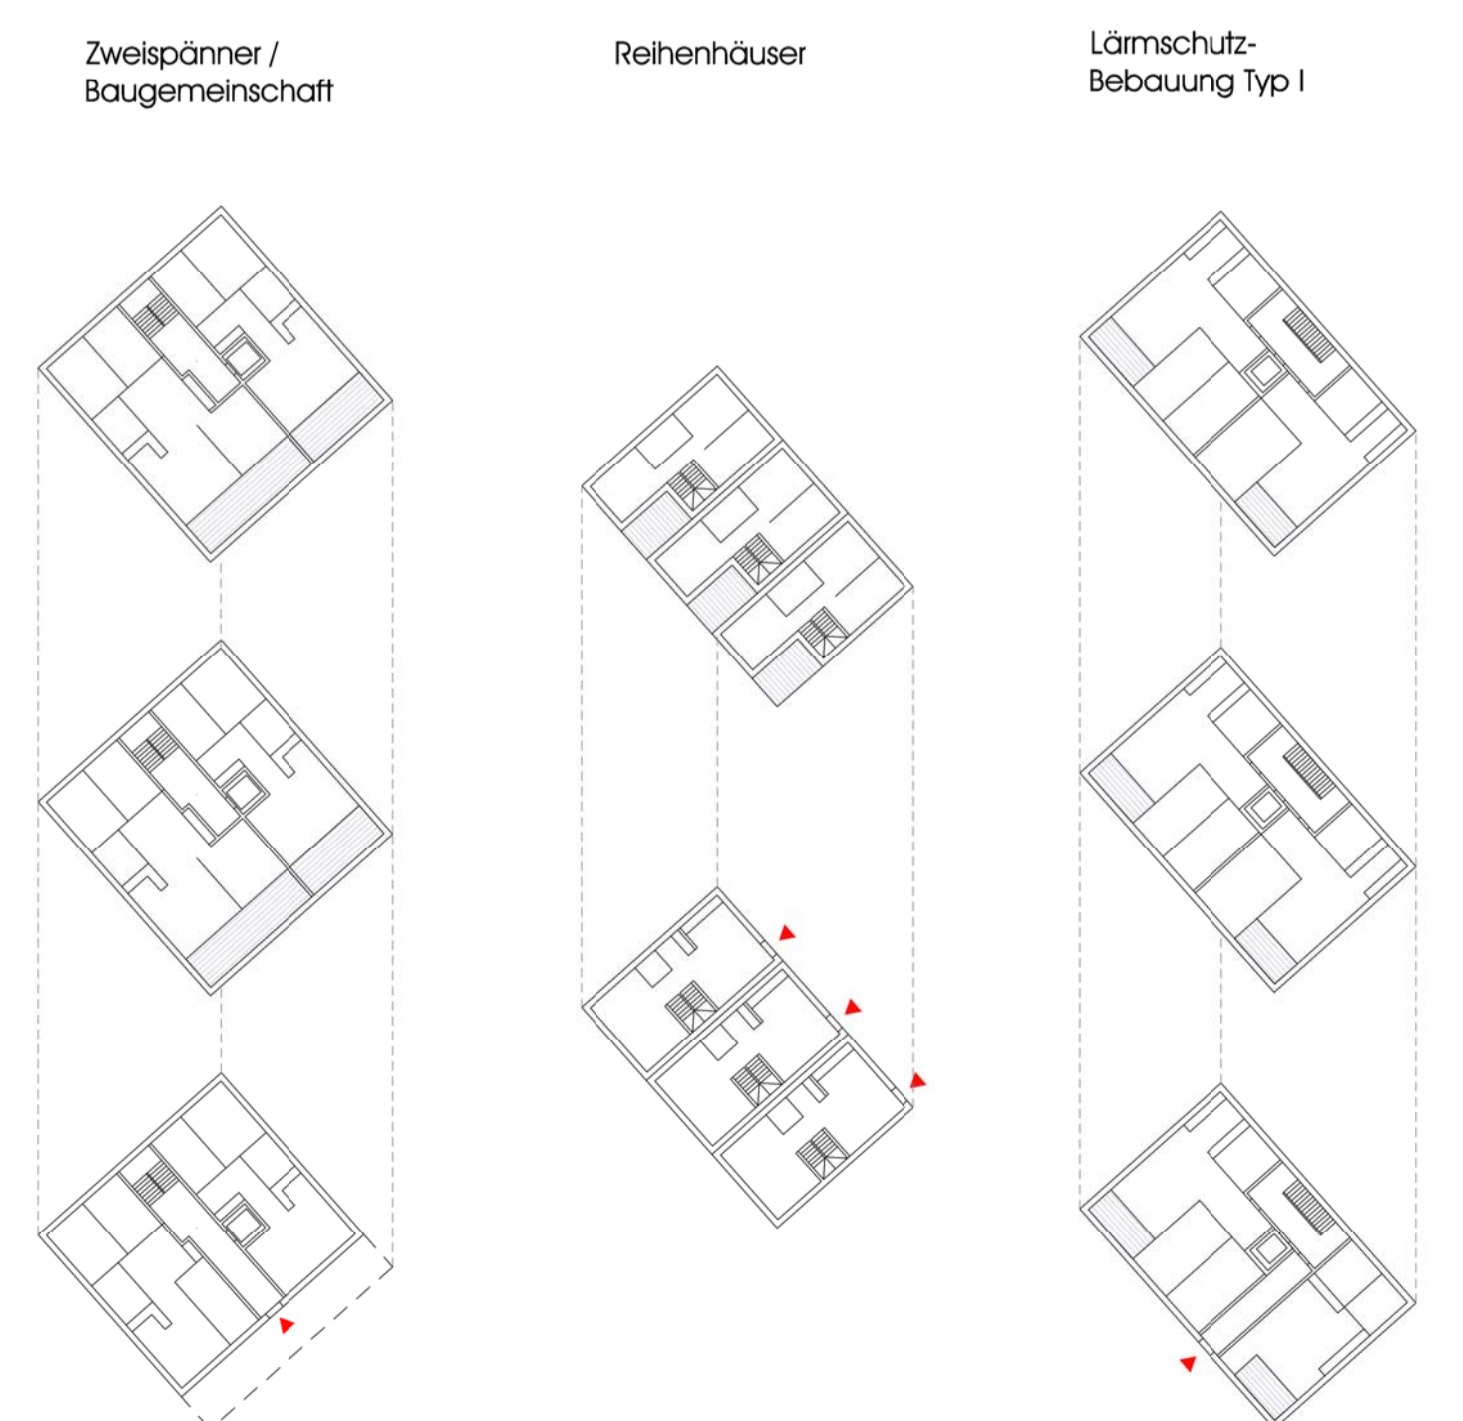 Zweispänner /
Baugemeinschaft
Reihenhäuser
Lärmschutz-
Bebauung Typ I